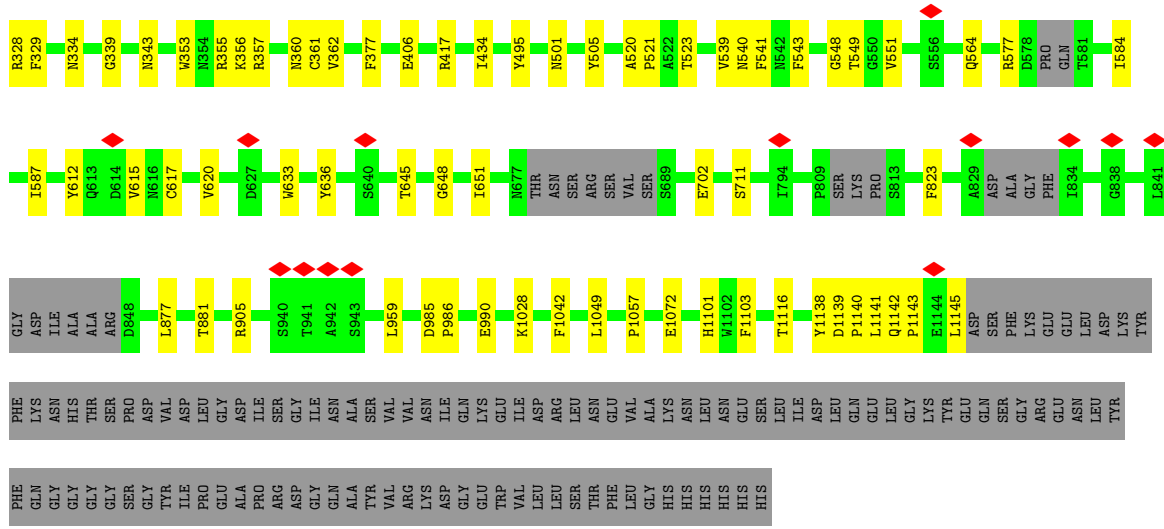 R328 F329 N334 G339 N343 W353 N354 R355 K356 R357 N360 C361 V362 F377 E406 R417 I434 Y495 N501 Y505 A520 P521 A522 T523 V539 N540 F541 N542 F543 G548 T549 G550 V551 S556 Q564 R577 D578 PRO GLN T581 I584
I587 Y612 Q613 D614 V615 N616 C617 V620 D627 W633 Y636 S640 T645 G648 I651 N677 THR ASN SER ARG SER VAL SER S689 E702 S711 I794 P809 SER LYS PRO S813 F823 A829 ASP ALA GLY PHE I834 G838 L841
GLY ASP ILE ALA ALA ARG D848 L877 T881 R905 S940 T941 A942 S943 L959 D985 P986 E990 K1028 F1042 L1049 P1057 E1072 H1101 W1102 F1103 T1116 Y1138 D1139 P1140 L1141 Q1142 P1143 E1144 L1145 ASP SER PHE LYS GLU GLU LEU ASP LYS TYR
PHE LYS ASN HIS THR SER PRO ASP VAL ASP LEU GLY ASP ILE SER GLY ILE ASN ALA SER VAL VAL ASN ILE GLN LYS GLU ILE ASP ARG LEU ASN GLU VAL ALA LYS ASN LEU ASN GLU SER LEU ILE ASP LEU GLN GLU LEU GLY LYS TYR GLU GLN SER GLY ARG GLU ASN LEU TYR
PHE GLN GLY GLY GLY GLY SER GLY TYR ILE PRO GLU ALA PRO ARG ASP GLY GLN ALA TYR VAL ARG LYS ASP GLY GLU TRP VAL LEU LEU SER THR PHE LEU GLY HIS HIS HIS HIS HIS HIS